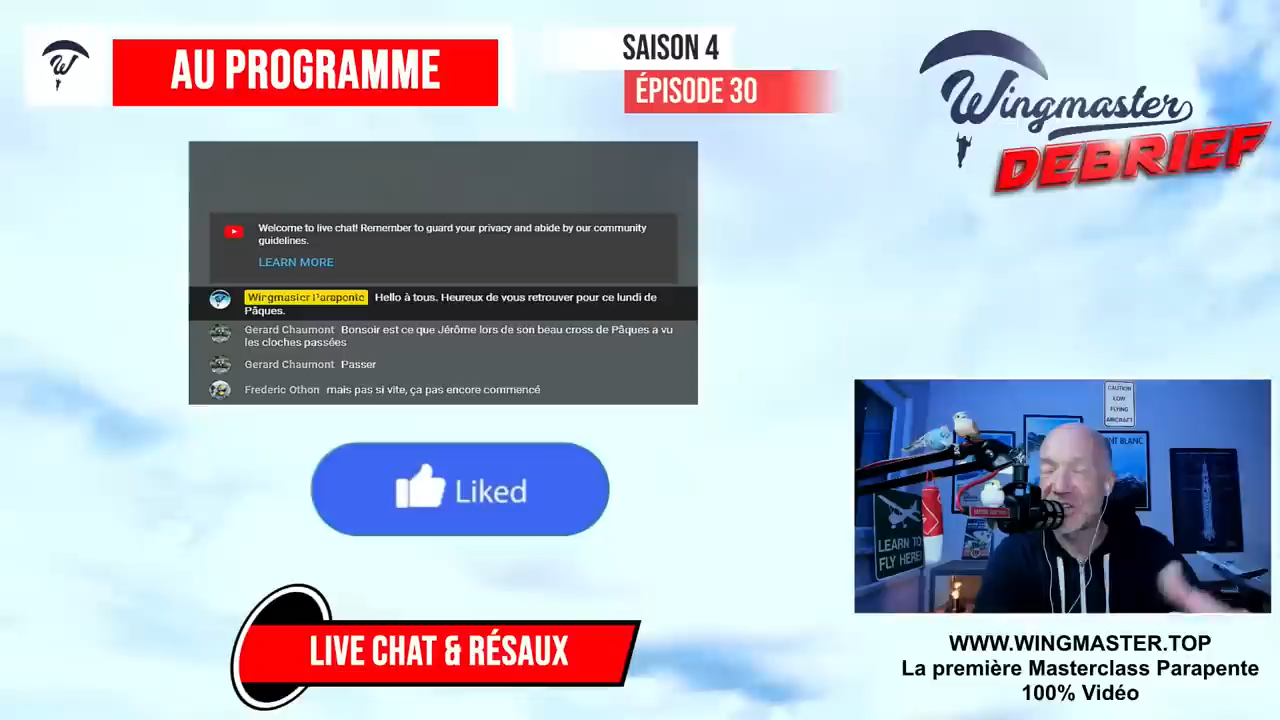 AU PROGRAMME
SAISON 4
ÉPISODE 30
Wingmaster
DEBRIEF
Welcome to live chat! Remember to guard your privacy and abide by our community
guidelines.
LEARN MORE
Wingmaster Parapente Hello à tous. Heureux de vous retrouver pour ce lundi de
Pâques.
Gerard Chaumont Bonsoir est ce que Jérôme lors de son beau cross de Pâques a vu
les cloches passées
Gerard Chaumont Passer
Frederic Othon mais pas si vite, ça pas encore commencé
Liked
LIVE CHAT & RÉSAUX
CAUTION
LOW
FLYING
AIRCRAFT
NT BLANC
LEARN TO
FLY HERE!
WWW.WINGMASTER.TOP
La première Masterclass Parapente
100% Vidéo